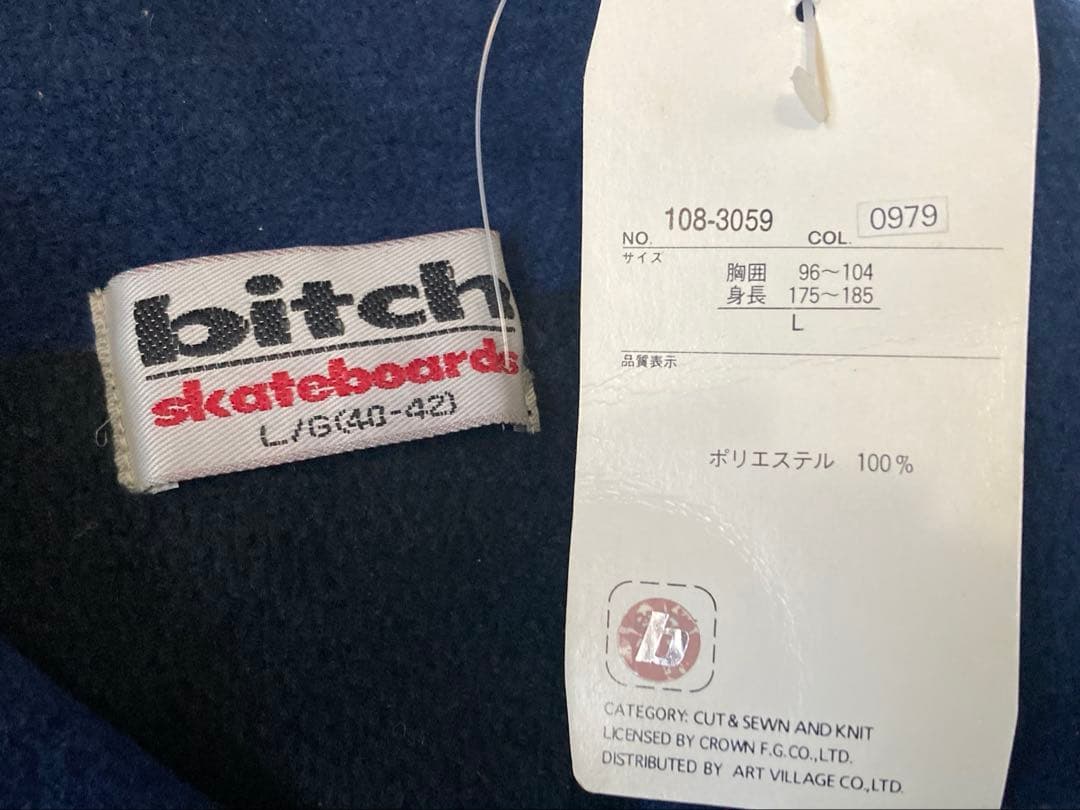 bitch
skateboards
L/G(40-42)
NO. 108-3059 COL. 0979
サイズ
胸囲 96～104
身長 175～185
L
品質表示
ポリエステル 100%
b
CATEGORY: CUT & SEWN AND KNIT
LICENSED BY CROWN F.G.CO.,LTD.
DISTRIBUTED BY ART VILLAGE CO.,LTD.